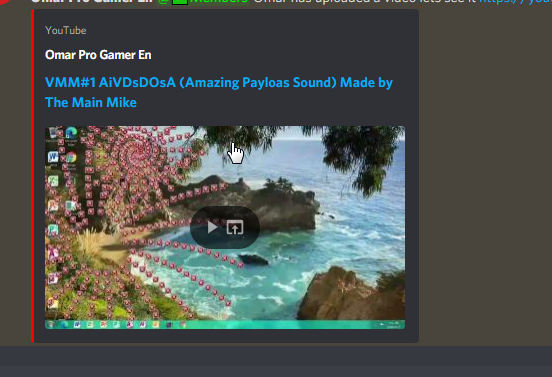 Omar Pro Gamer En @ Members Omar has uploaded a video lets see it https://you
YouTube
Omar Pro Gamer En
VMM#1 AiVDsDOsA (Amazing Payloas Sound) Made by
The Main Mike